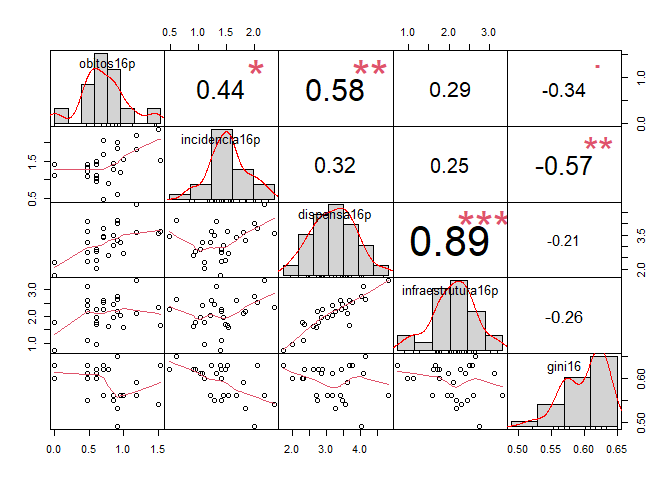 0.5 1.0 1.5 2.0
1.0 2.0 3.0
obitos16p
0.44 *
0.58 **
0.29
-0.34 .
0.0 1.0
incidencia16p
0.32
0.25
-0.57 **
0.5 1.5
dispensa16p
0.89 ***
-0.21
2.0 3.5
infraestrutura16p
-0.26
1.0 2.0 3.0
gini16
0.50 0.60
0.0 0.5 1.0 1.5
2.0 3.0 4.0
0.50 0.55 0.60 0.65